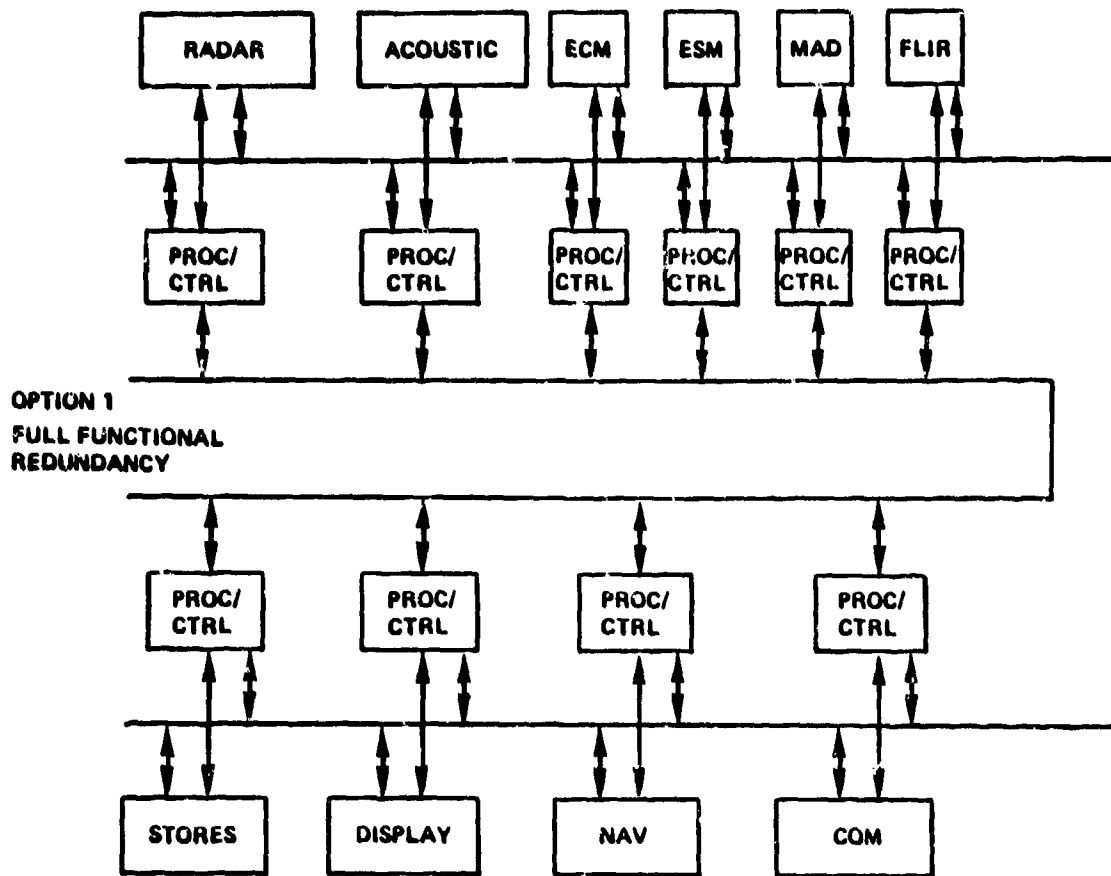 RADAR
ACOUSTIC
ECM
ESM
MAD
FLIR
PROC/
CTRL
PROC/
CTRL
PROC/
CTRL
PROC/
CTRL
PROC/
CTRL
PROC/
CTRL
OPTION 1
FULL FUNCTIONAL
REDUNDANCY
PROC/
CTRL
PROC/
CTRL
PROC/
CTRL
PROC/
CTRL
STORES
DISPLAY
NAV
COM